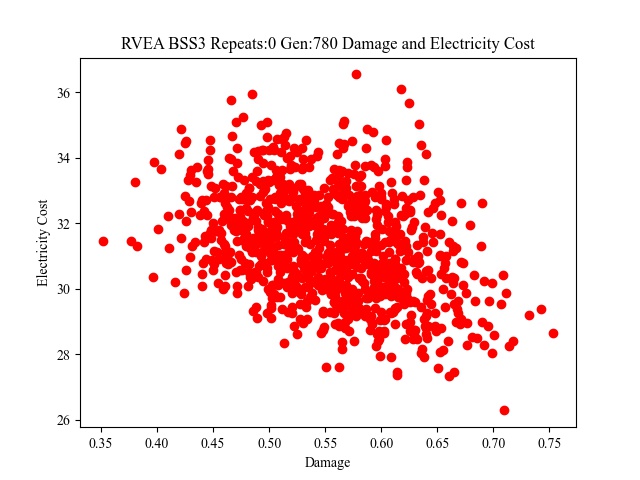 RVEA BSS3 Repeats:0 Gen:780 Damage and Electricity Cost
36
34
32
30
28
26
Electricity Cost
0.35 0.40 0.45 0.50 0.55 0.60 0.65 0.70 0.75
Damage